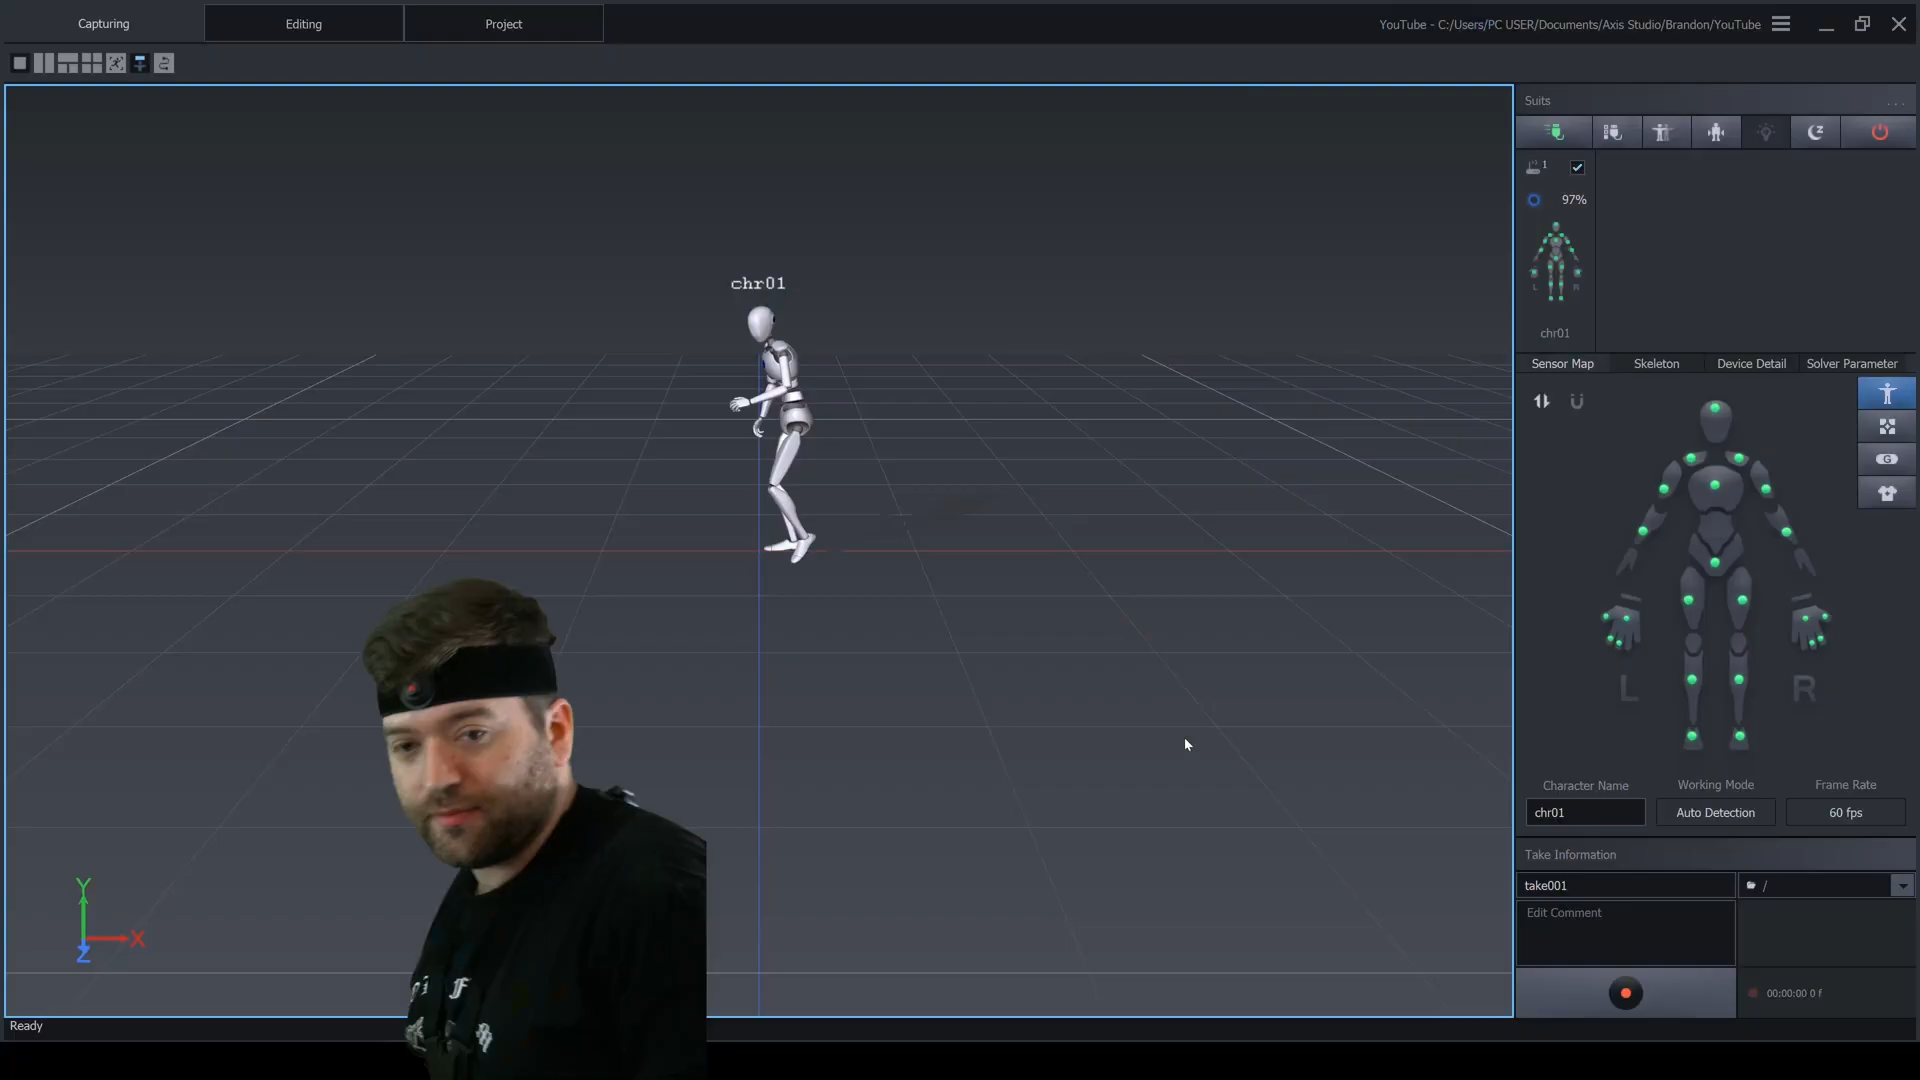 Capturing
Editing
Project
YouTube - C:/Users/PC USER/Documents/Axis Studio/Brandon/YouTube
Suits
...
1
97%
L R
chr01
chr01
Sensor Map
Skeleton
Device Detail
Solver Parameter
G
L
R
Character Name
Working Mode
Frame Rate
chr01
Auto Detection
60 fps
Take Information
take001
/
Edit Comment
00:00:00 0 f
Y
X
Z
Ready